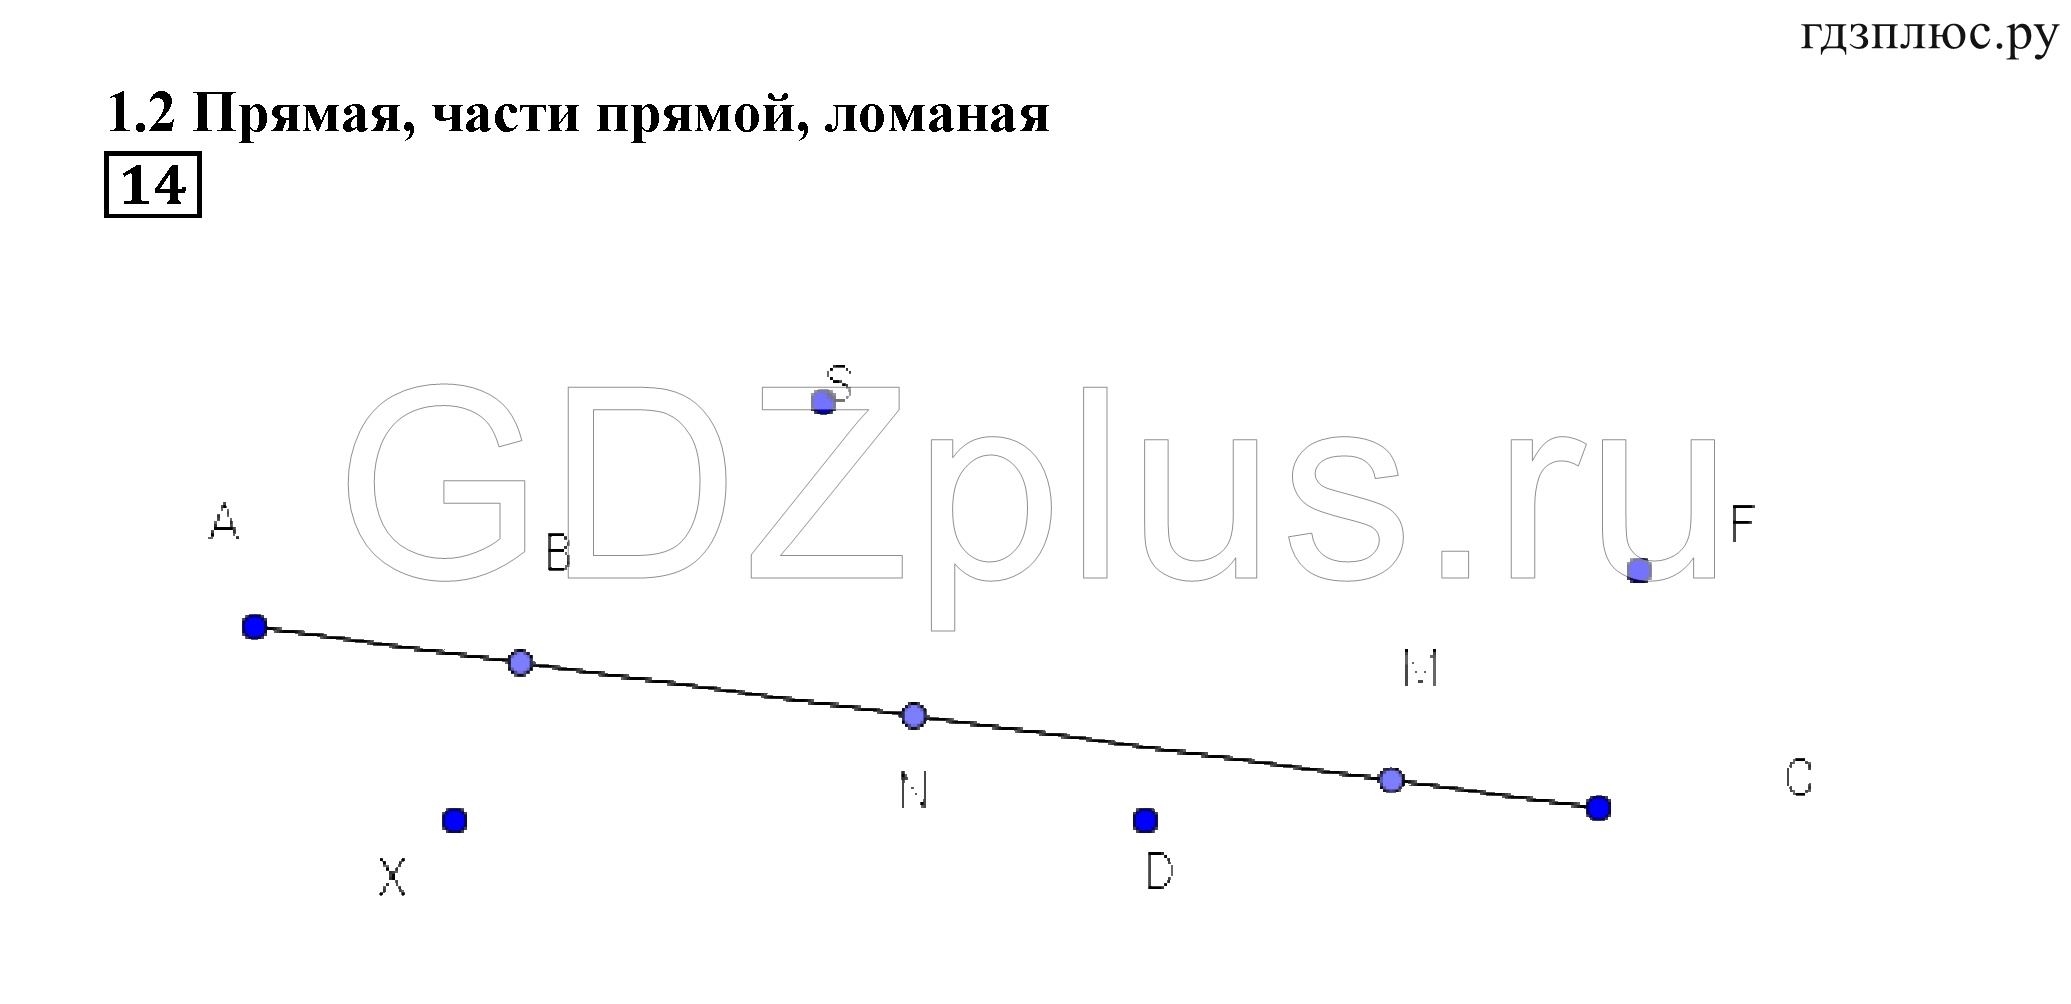 гдзплюс.ру
1.2 Прямая, части прямой, ломаная
14
S
GDZplus.ru
A
B
F
M
N
C
X
D